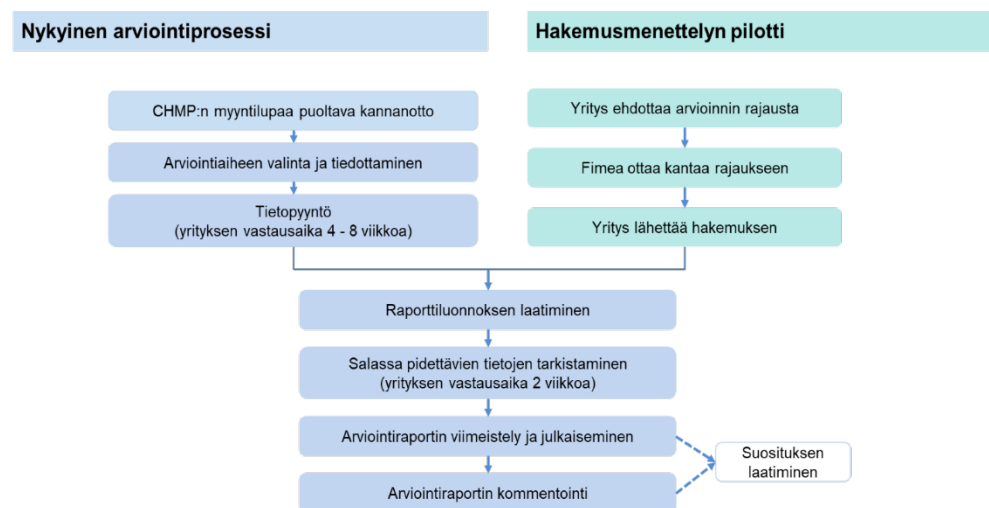 Nykyinen arviointiprosessi
Hakemusmenettelyn pilotti
CHMP:n myyntilupaa puoltava kannanotto
Arviointiaiheen valinta ja tiedottaminen
Tietopyyntö
(yrityksen vastausaika 4 - 8 viikkoa)
Yritys ehdottaa arvioinnin rajausta
Fimea ottaa kantaa rajaukseen
Yritys lähettää hakemuksen
Raporttiluonnoksen laatiminen
Salassa pidettävien tietojen tarkistaminen
(yrityksen vastausaika 2 viikkoa)
Arviointiraportin viimeistely ja julkaiseminen
Suosituksen
laatiminen
Arviointiraportin kommentointi